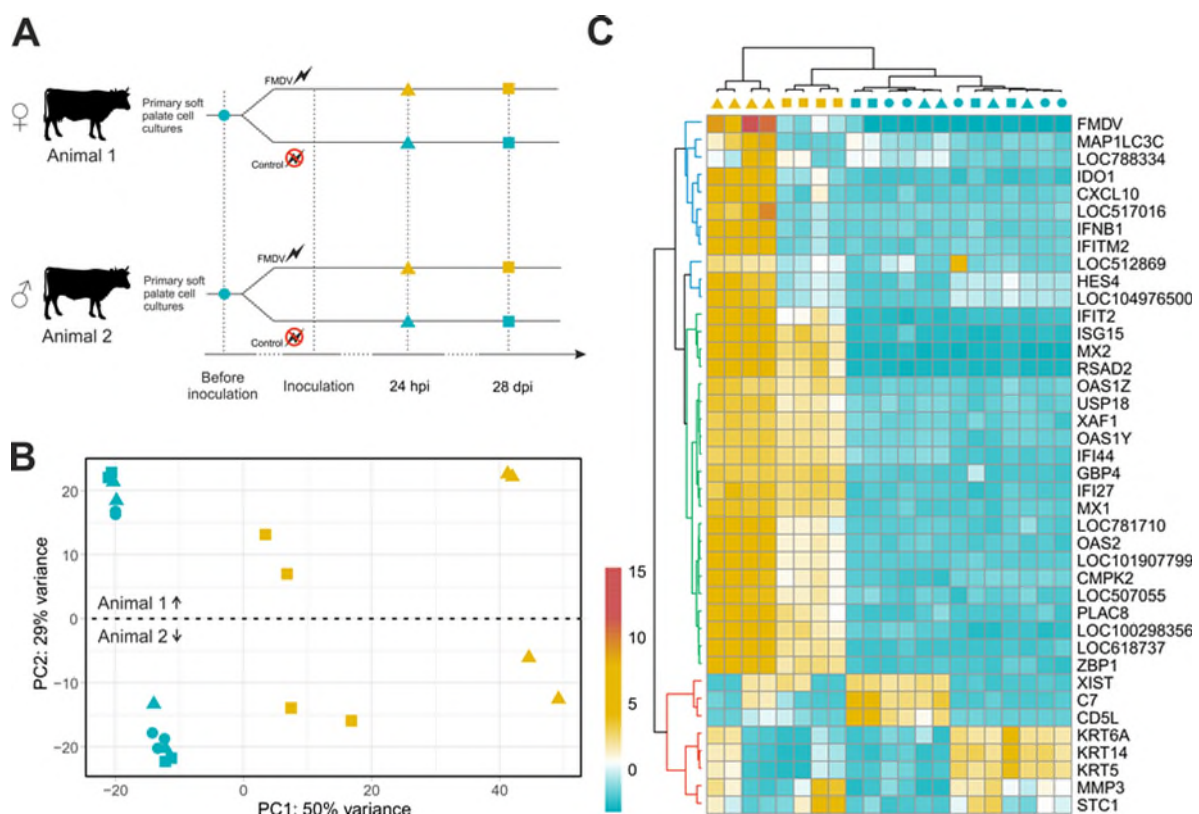 A
♀
FMDV
Primary soft
palate cell
cultures
Animal 1
Control
♂
FMDV
Primary soft
palate cell
cultures
Animal 2
Control
Before
inoculation
Inoculation
24 hpi
28 dpi
B
PC2: 29% variance
20
10
0
−10
−20
Animal 1 ↑
Animal 2 ↓
−20
0
20
40
PC1: 50% variance
15
10
5
0
C
FMDV
MAP1LC3C
LOC788334
IDO1
CXCL10
LOC517016
IFNB1
IFITM2
LOC512869
HES4
LOC104976500
IFIT2
ISG15
MX2
RSAD2
OAS1Z
USP18
XAF1
OAS1Y
IFI44
GBP4
IFI27
MX1
LOC781710
OAS2
LOC101907799
CMPK2
LOC507055
PLAC8
LOC100298356
LOC618737
ZBP1
XIST
C7
CD5L
KRT6A
KRT14
KRT5
MMP3
STC1